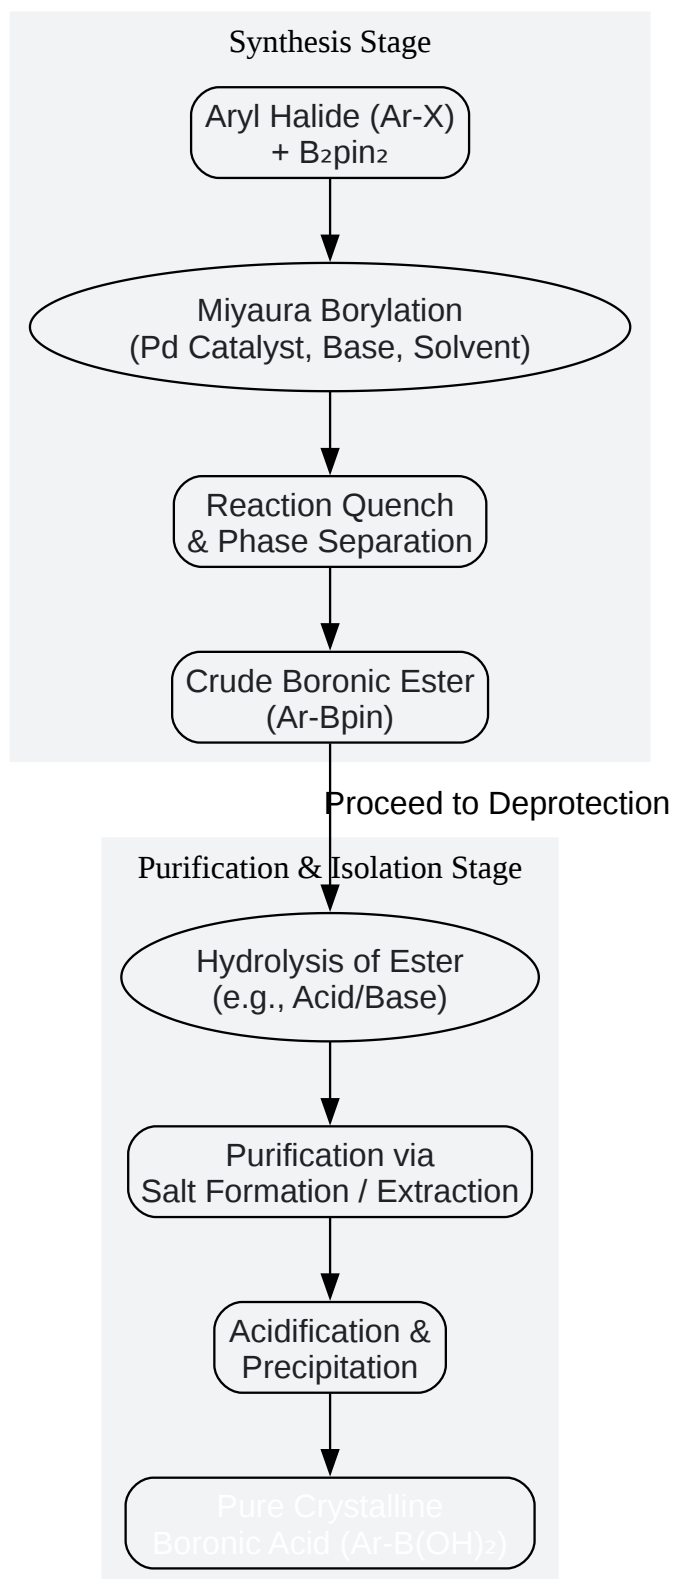 Synthesis Stage
Aryl Halide (Ar-X)
+ B₂pin₂
Miyaura Borylation
(Pd Catalyst, Base, Solvent)
Reaction Quench
& Phase Separation
Crude Boronic Ester
(Ar-Bpin)
Proceed to Deprotection
Purification & Isolation Stage
Hydrolysis of Ester
(e.g., Acid/Base)
Purification via
Salt Formation / Extraction
Acidification &
Precipitation
Pure Crystalline
Boronic Acid (Ar-B(OH)₂)